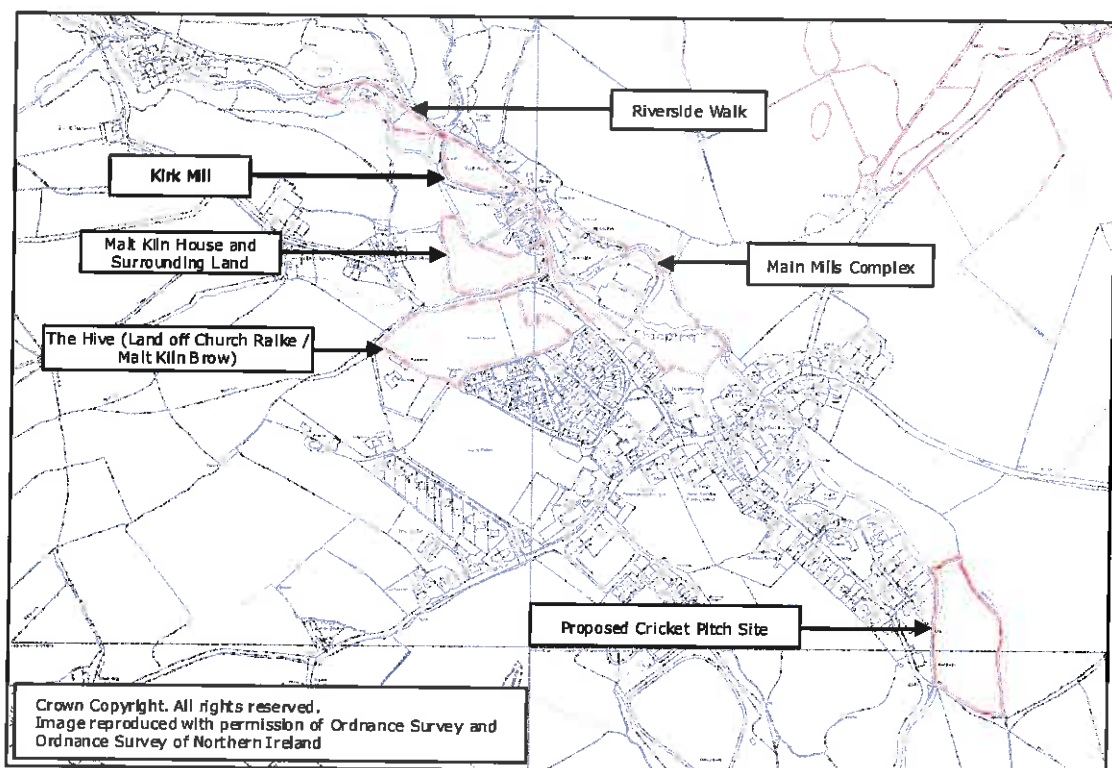 Riverside Walk
Kirk Mill
Malt Kiln House and
Surrounding Land
Main Mills Complex
The Hive (Land off Church Raike /
Malt Kiln Brow)
Proposed Cricket Pitch Site
Crown Copyright. All rights reserved.
Image reproduced with permission of Ordnance Survey and
Ordnance Survey of Northern Ireland